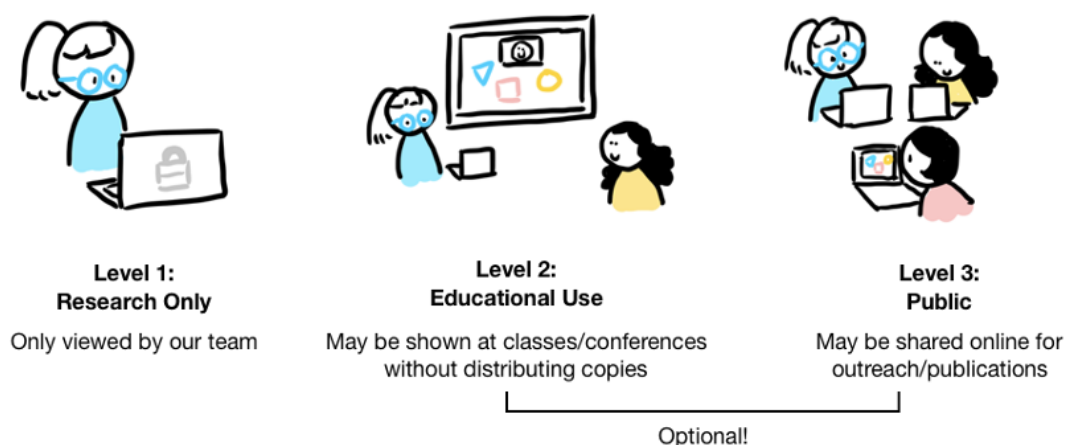 Level 1:
Research Only
Only viewed by our team
Level 2:
Educational Use
May be shown at classes/conferences
without distributing copies
Level 3:
Public
May be shared online for
outreach/publications
Optional!